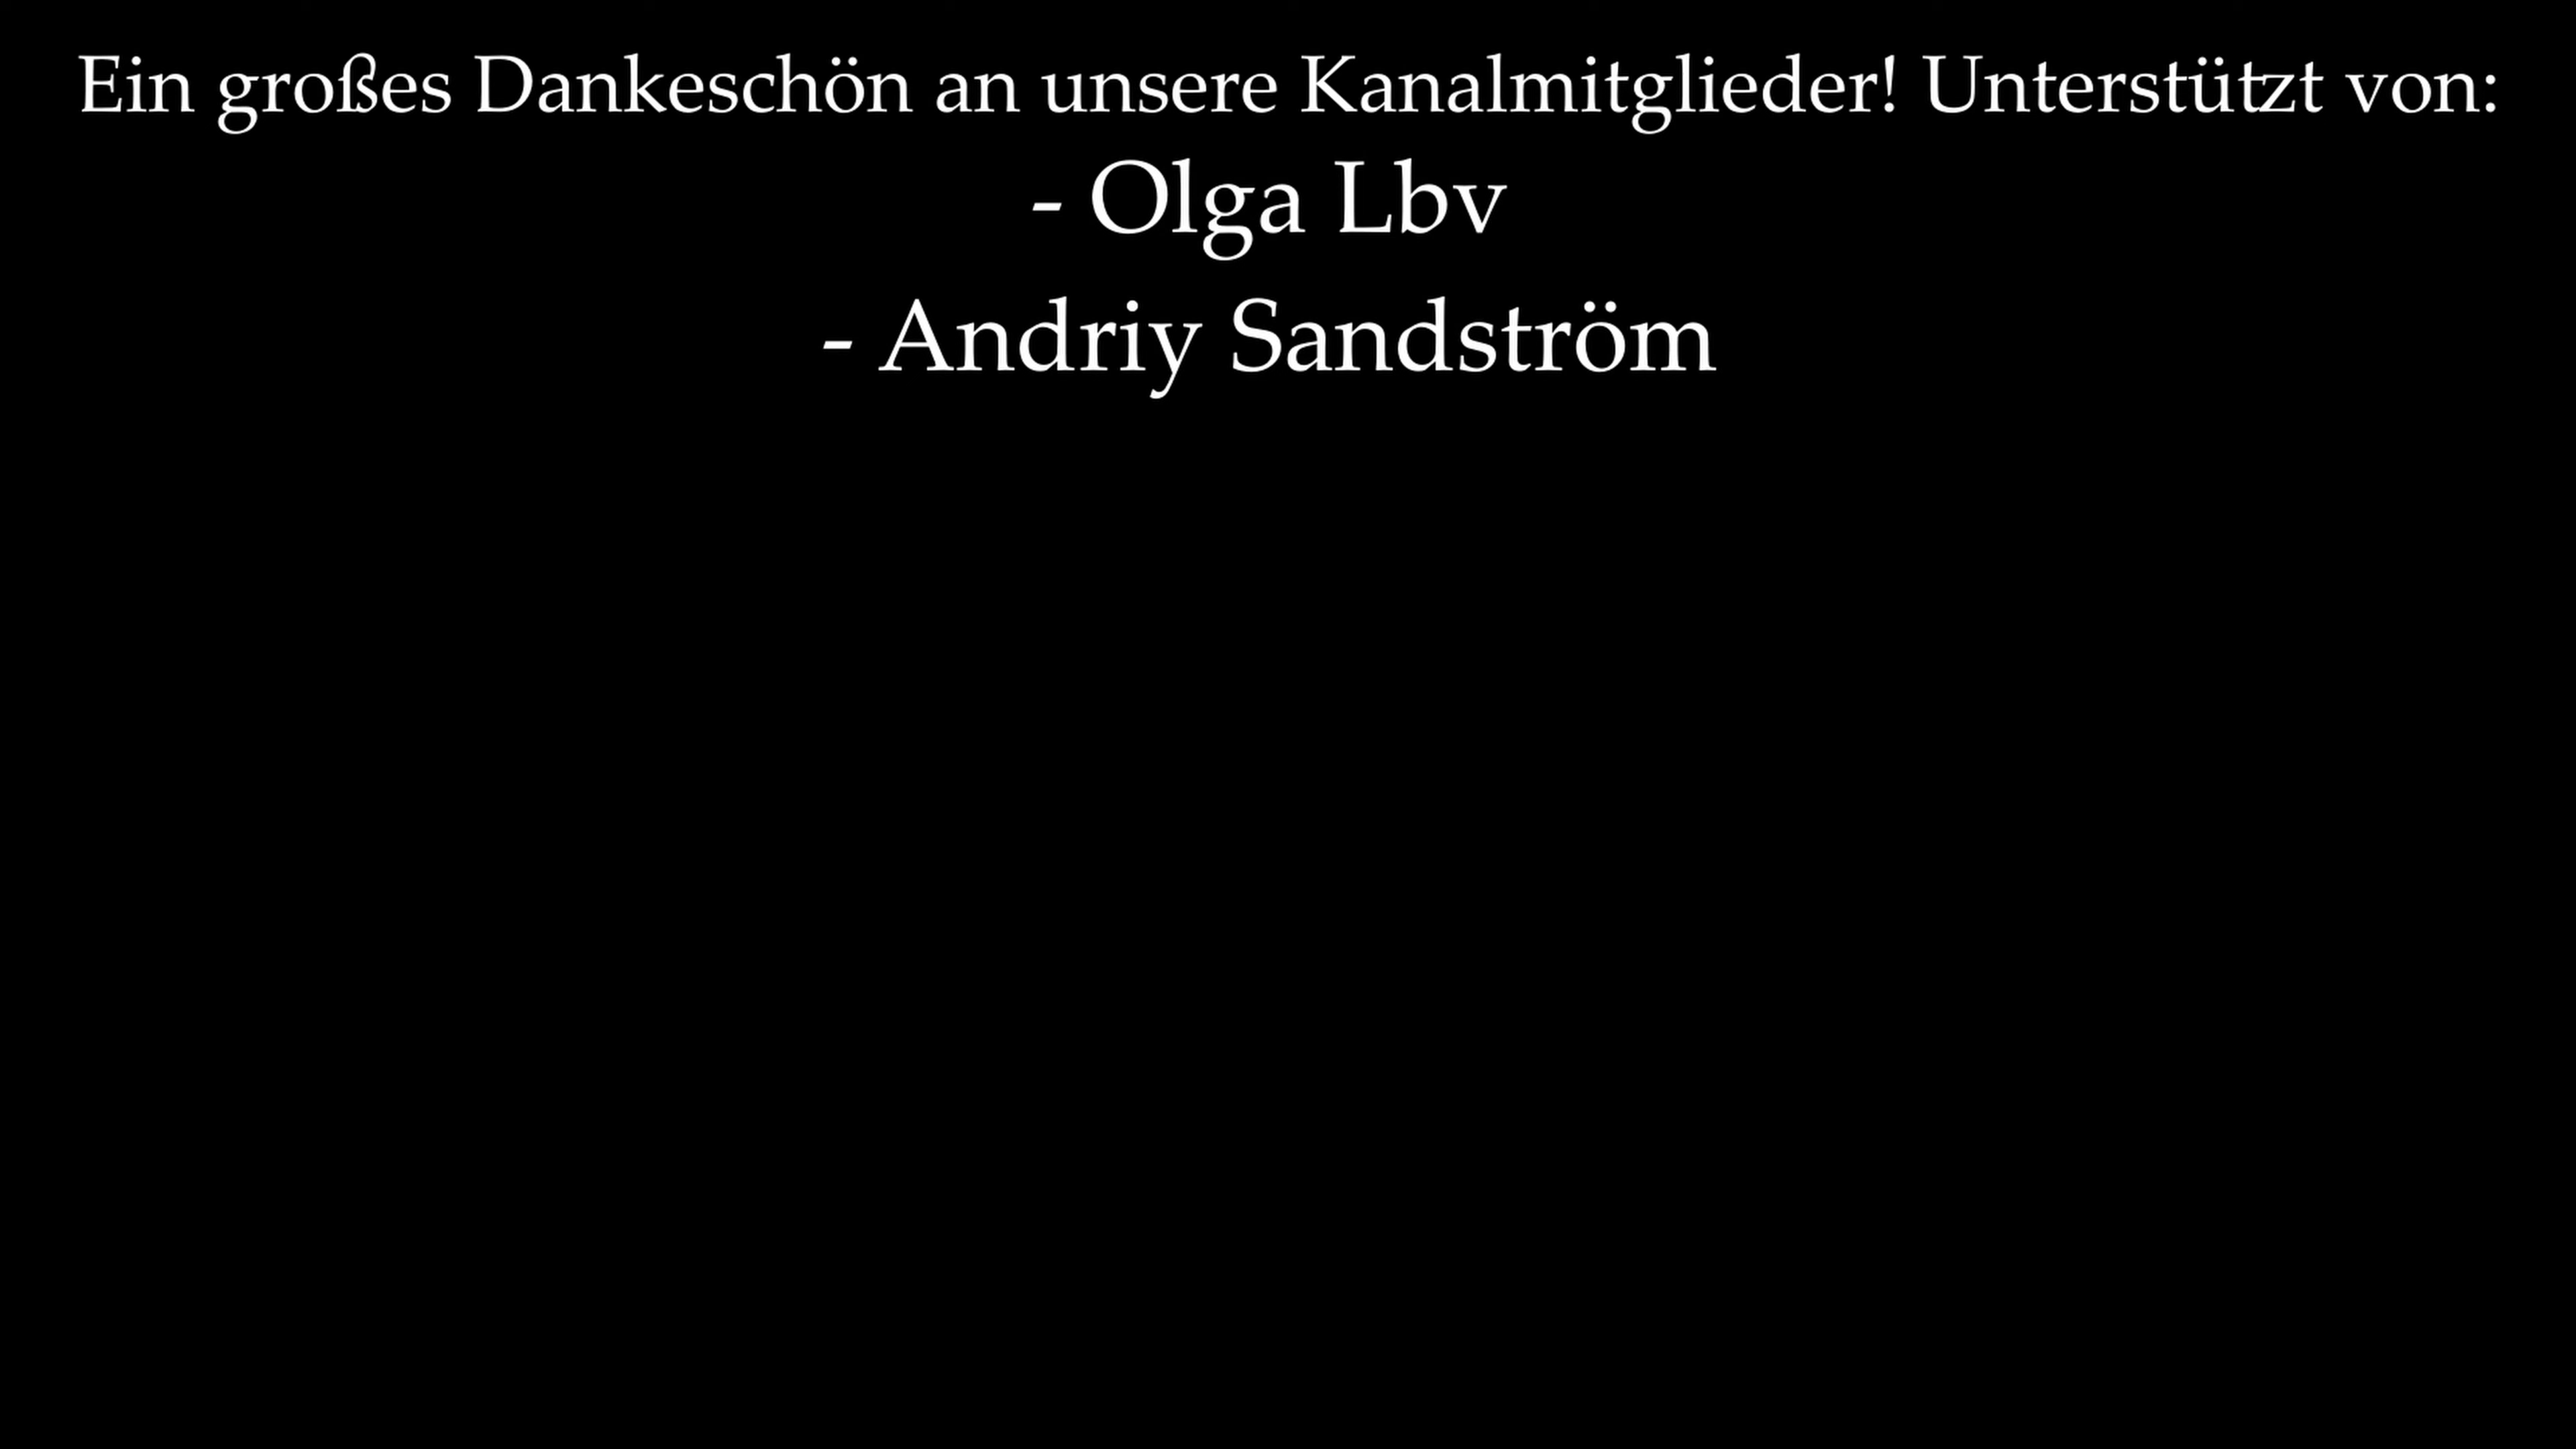 Ein großes Dankeschön an unsere Kanalmitglieder! Unterstützt von:
- Olga Lbv
- Andriy Sandström